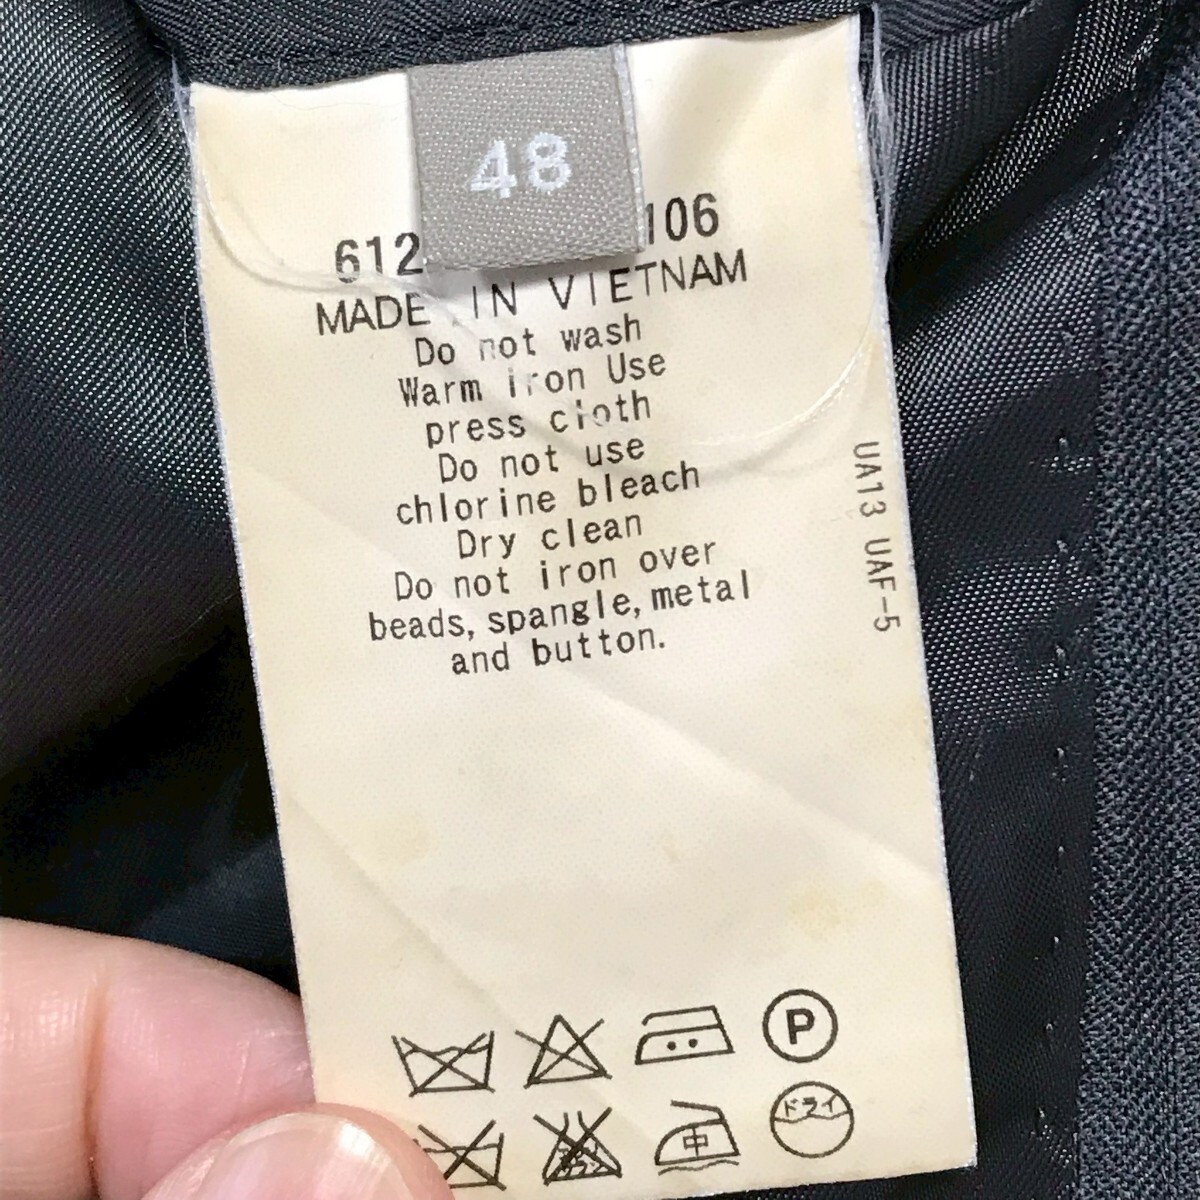 48
612 106
MADE IN VIETNAM
Do not wash
Warm iron Use
press cloth
Do not use
chlorine bleach
Dry clean
Do not iron over
beads, spangle, metal
and button.
UA13 UAF-5
P
中
ドライ